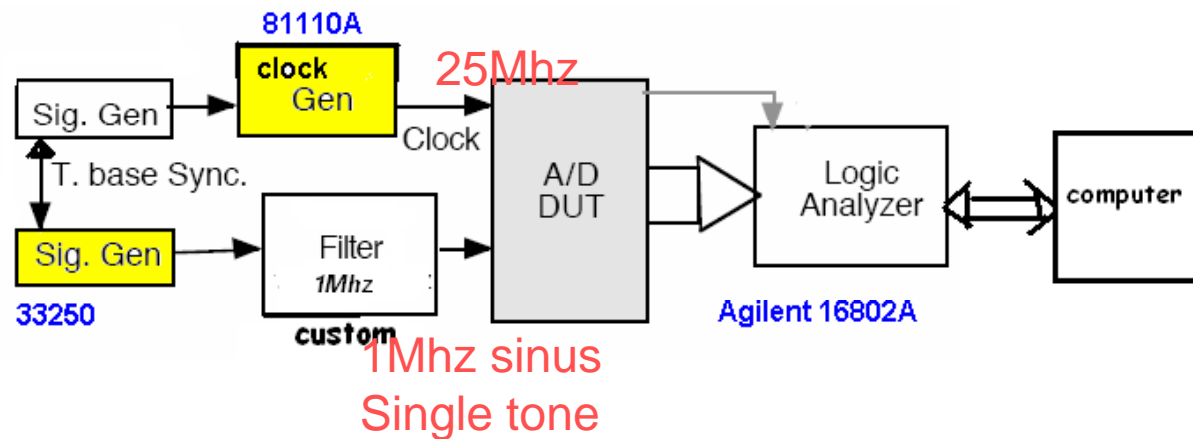 81110A
clock
Gen
25Mhz
Sig. Gen
Clock
T. base Sync.
A/D
DUT
Logic
Analyzer
computer
Sig. Gen
Filter
1Mhz
33250
custom
Agilent 16802A
1Mhz sinus
Single tone